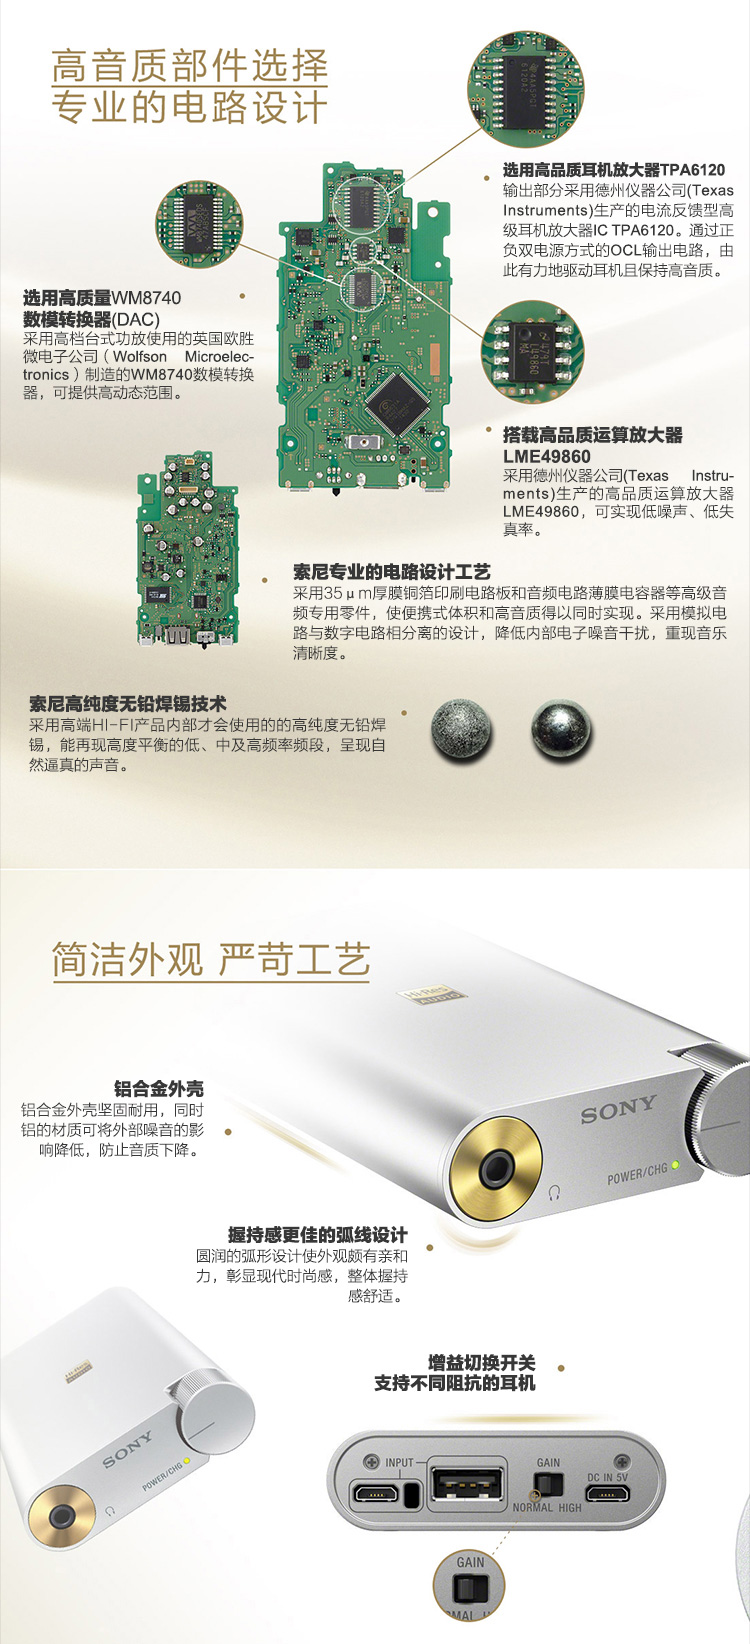 高音质部件选择
专业的电路设计
选用高品质耳机放大器TPA6120
输出部分采用德州仪器公司(Texas
Instruments)生产的电流反馈型高
级耳机放大器IC TPA6120。通过正
负双电源方式的OCL输出电路，由
此有力地驱动耳机且保持高音质。
选用高质量WM8740
数模转换器(DAC)
采用高档台式功放使用的英国欧胜
微电子公司（Wolfson Microelec-
tronics）制造的WM8740数模转换
器，可提供高动态范围。
搭载高品质运算放大器
LME49860
采用德州仪器公司(Texas Instru-
ments)生产的高品质运算放大器
LME49860，可实现低噪声、低失
真率。
索尼专业的电路设计工艺
采用35μm厚膜铜箔印刷电路板和音频电路薄膜电容器等高级音
频专用零件，使便携式体积和高音质得以同时实现。采用模拟电
路与数字电路相分离的设计，降低内部电子噪音干扰，重现音乐
清晰度。
索尼高纯度无铅焊锡技术
采用高端HI-FI产品内部才会使用的的高纯度无铅焊
锡，能再现高度平衡的低、中及高频率频段，呈现自
然逼真的声音。
简洁外观 严苛工艺
Hi-Res
AUDIO
SONY
POWER/CHG
铝合金外壳
铝合金外壳坚固耐用，同时
铝的材质可将外部噪音的影
响降低，防止音质下降。
握持感更佳的弧线设计
圆润的弧形设计使外观颇有亲和
力，彰显现代时尚感，整体握持
感舒适。
Hi-Res
AUDIO
SONY
POWER/CHG
增益切换开关
支持不同阻抗的耳机
INPUT
GAIN
DC IN 5V
NORMAL HIGH
GAIN
MAL H